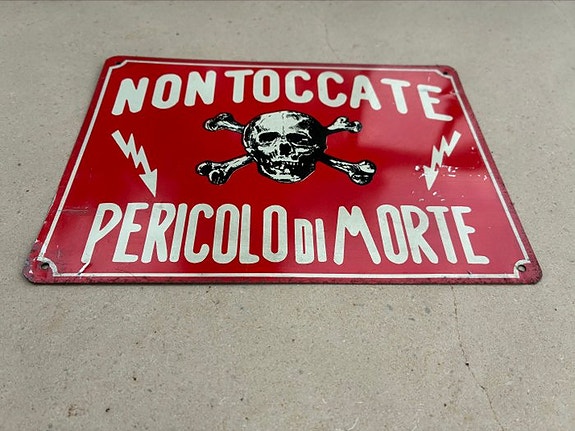 NON TOCCATE
PERICOLO DI MORTE